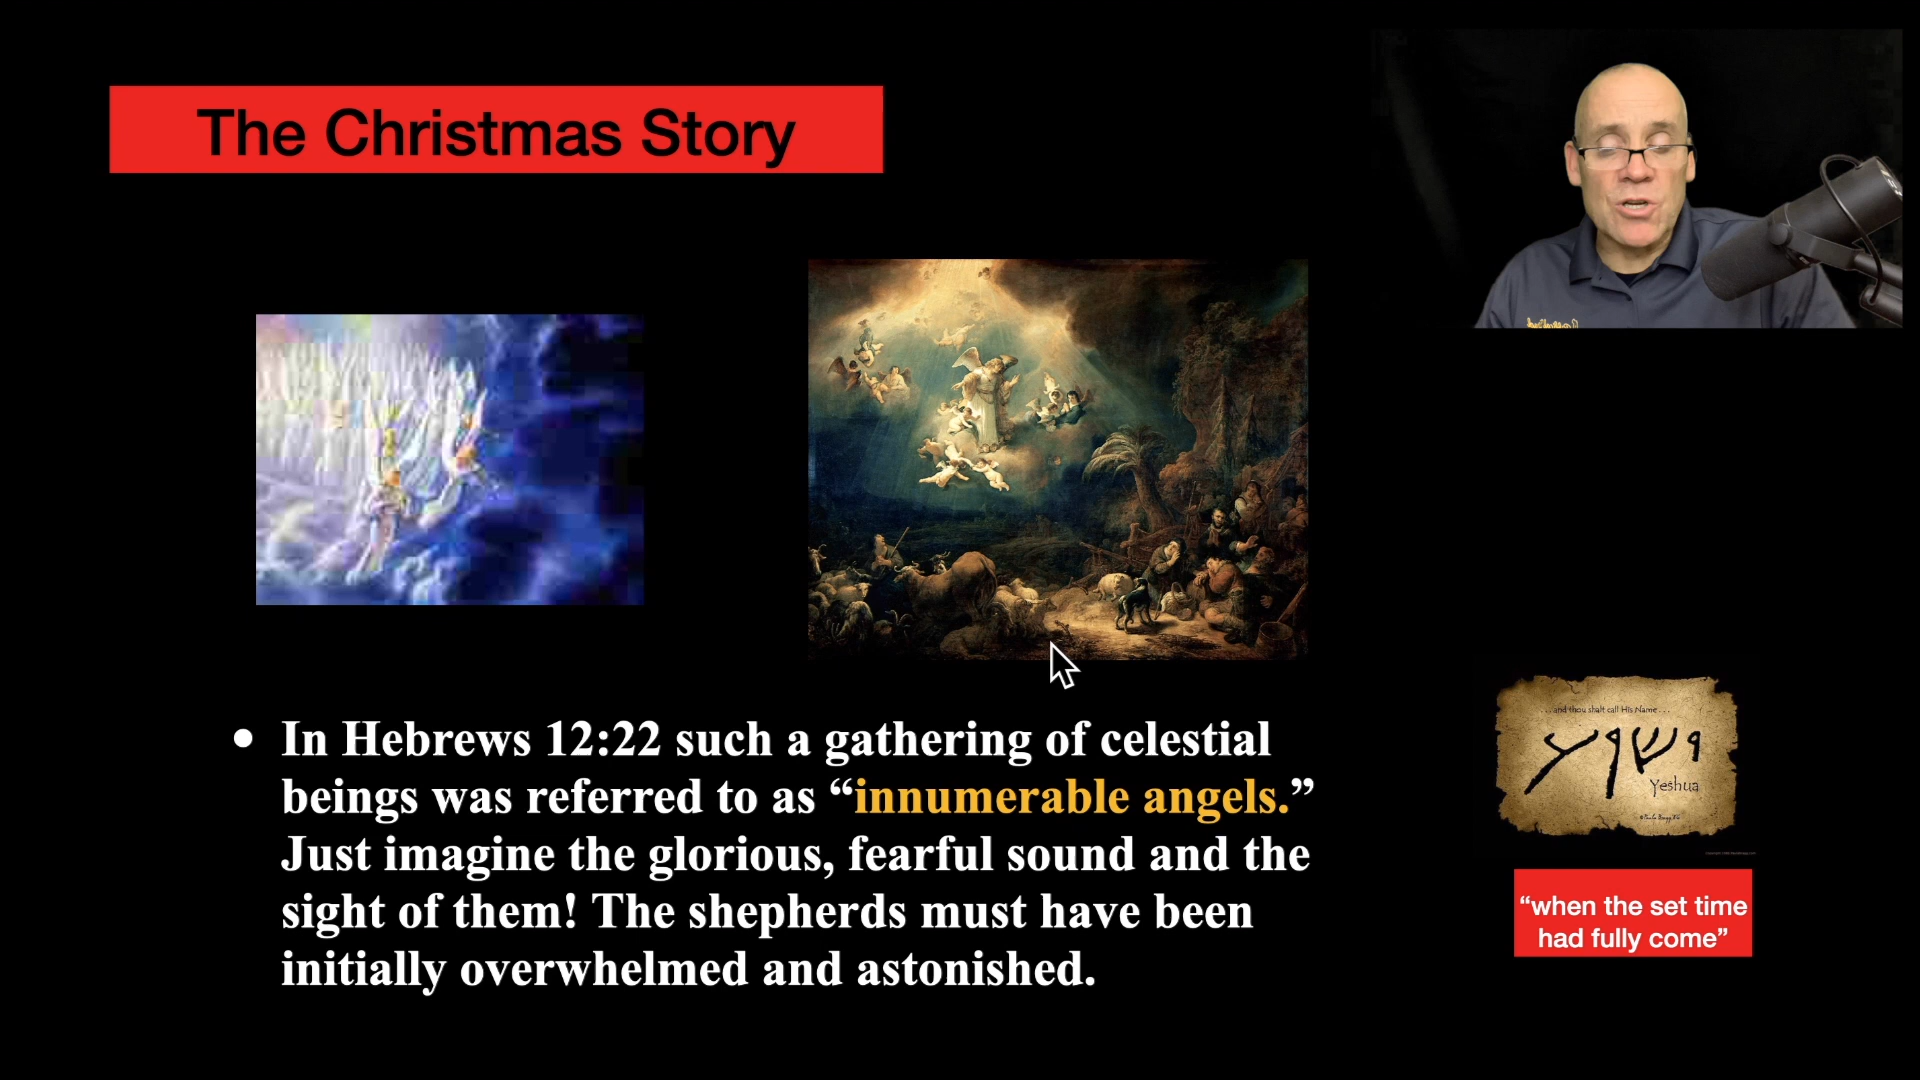 The Christmas Story
• In Hebrews 12:22 such a gathering of celestial
beings was referred to as “innumerable angels.”
Just imagine the glorious, fearful sound and the
sight of them! The shepherds must have been
initially overwhelmed and astonished.
...and thou shalt call His Name...
Yeshua
“when the set time
had fully come”